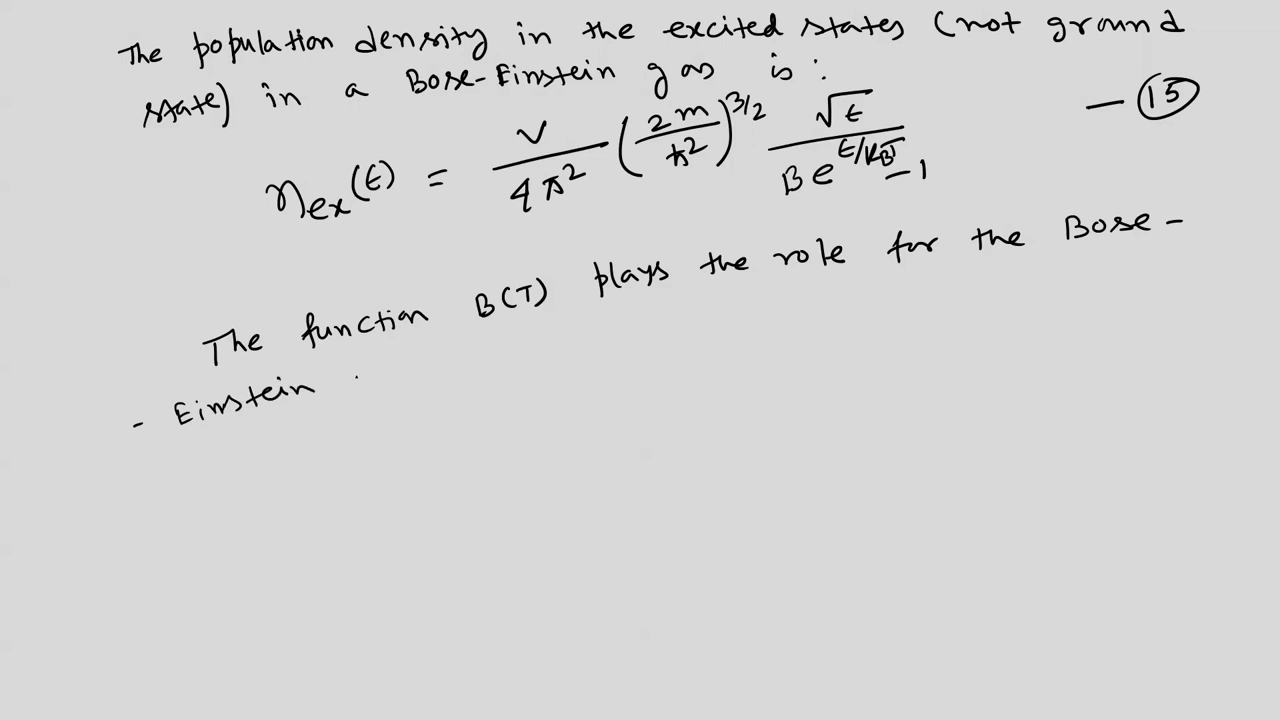 The population density in the excited states (not ground
state) in a Bose-Einstein gas is :
η_ex(ε) = V/4π² (2m/ħ²)^3/2 √ε / B e^{ε/k_BT} - 1 — (15)
The function B(T) plays the role for the Bose -
- Einstein